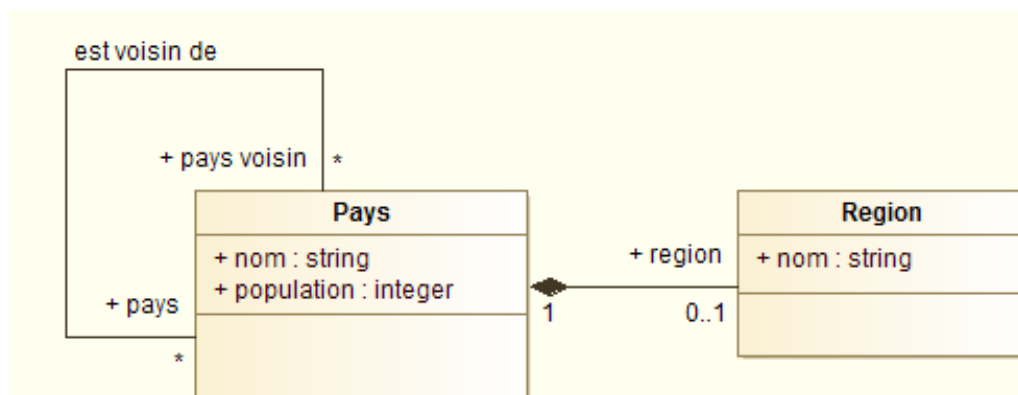 est voisin de
+ pays voisin *
Pays
+ nom : string
+ population : integer
+ pays
*
1
+ region
0..1
Region
+ nom : string